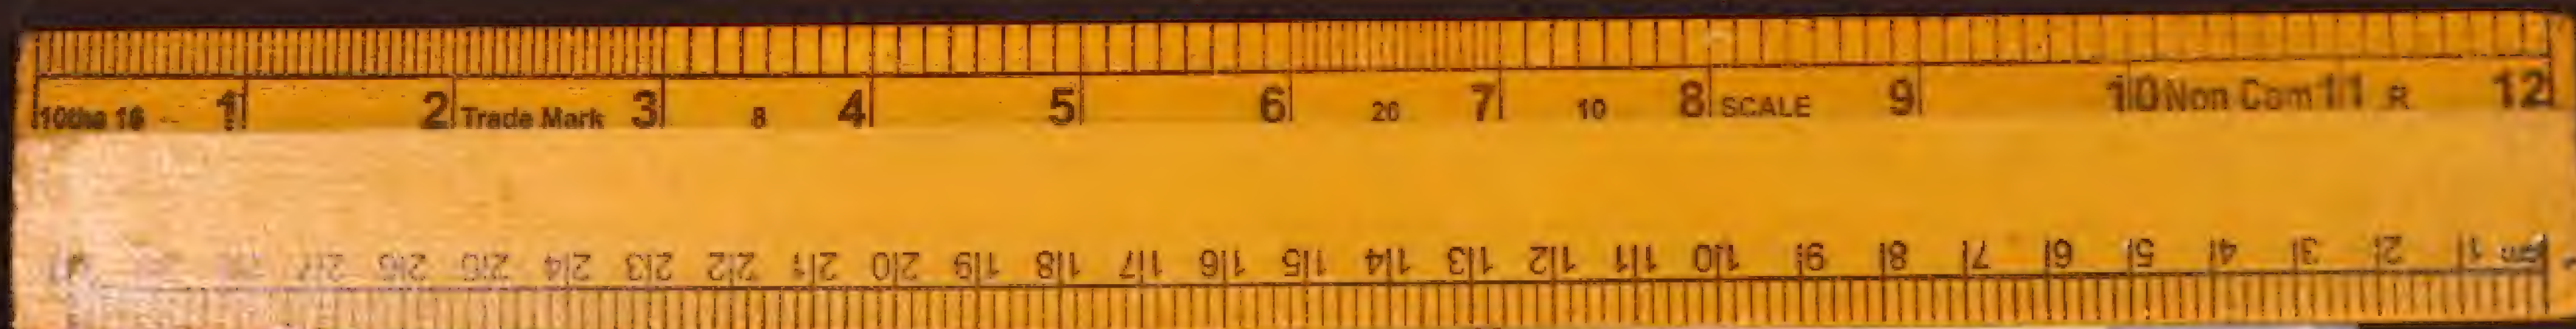 10ths 16 1 2 Trade Mark 3 8 4 5 6 20 7 10 8 SCALE 9 10 Non Com 11 R 12
27 26 25 24 23 22 21 20 19 18 17 16 15 14 13 12 11 10 9 8 7 6 5 4 3 2 1 cm